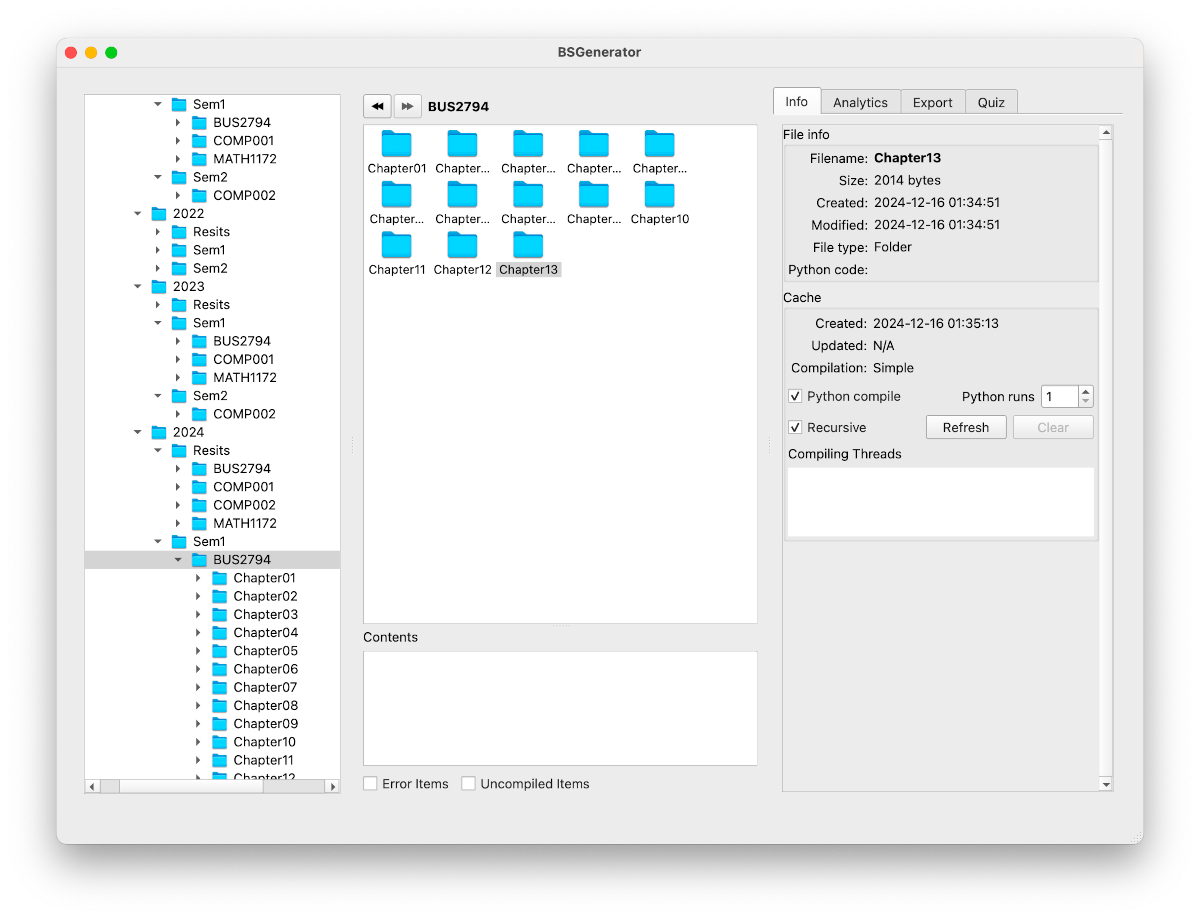 BSGenerator
Sem1
BUS2794
COMP001
MATH1172
Sem2
COMP002
2022
Resits
Sem1
Sem2
2023
Resits
Sem1
BUS2794
COMP001
MATH1172
Sem2
COMP002
2024
Resits
BUS2794
COMP001
COMP002
MATH1172
Sem1
BUS2794
Chapter01
Chapter02
Chapter03
Chapter04
Chapter05
Chapter06
Chapter07
Chapter08
Chapter09
Chapter10
Chapter11
Chapter12
BUS2794
Chapter01 Chapter... Chapter... Chapter... Chapter...
Chapter... Chapter... Chapter... Chapter... Chapter10
Chapter11 Chapter12 Chapter13
Contents
Error Items Uncompiled Items
Info Analytics Export Quiz
File info
Filename: Chapter13
Size: 2014 bytes
Created: 2024-12-16 01:34:51
Modified: 2024-12-16 01:34:51
File type: Folder
Python code:
Cache
Created: 2024-12-16 01:35:13
Updated: N/A
Compilation: Simple
Python compile Python runs 1
Recursive Refresh Clear
Compiling Threads